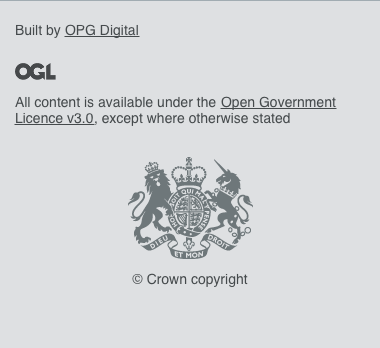 Built by OPG Digital
OGL
All content is available under the Open Government
Licence v3.0, except where otherwise stated
DIEU ET MON DROIT
© Crown copyright